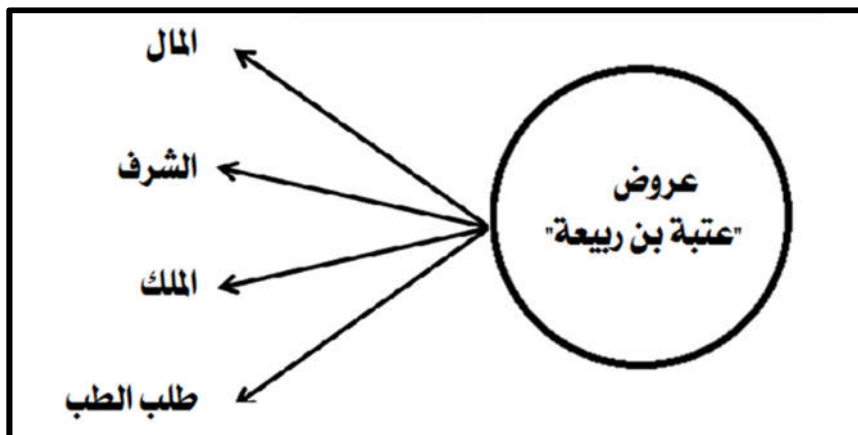 عروض
"عتبة بن ربيعة"
المال
الشرف
الملك
طلب الطب